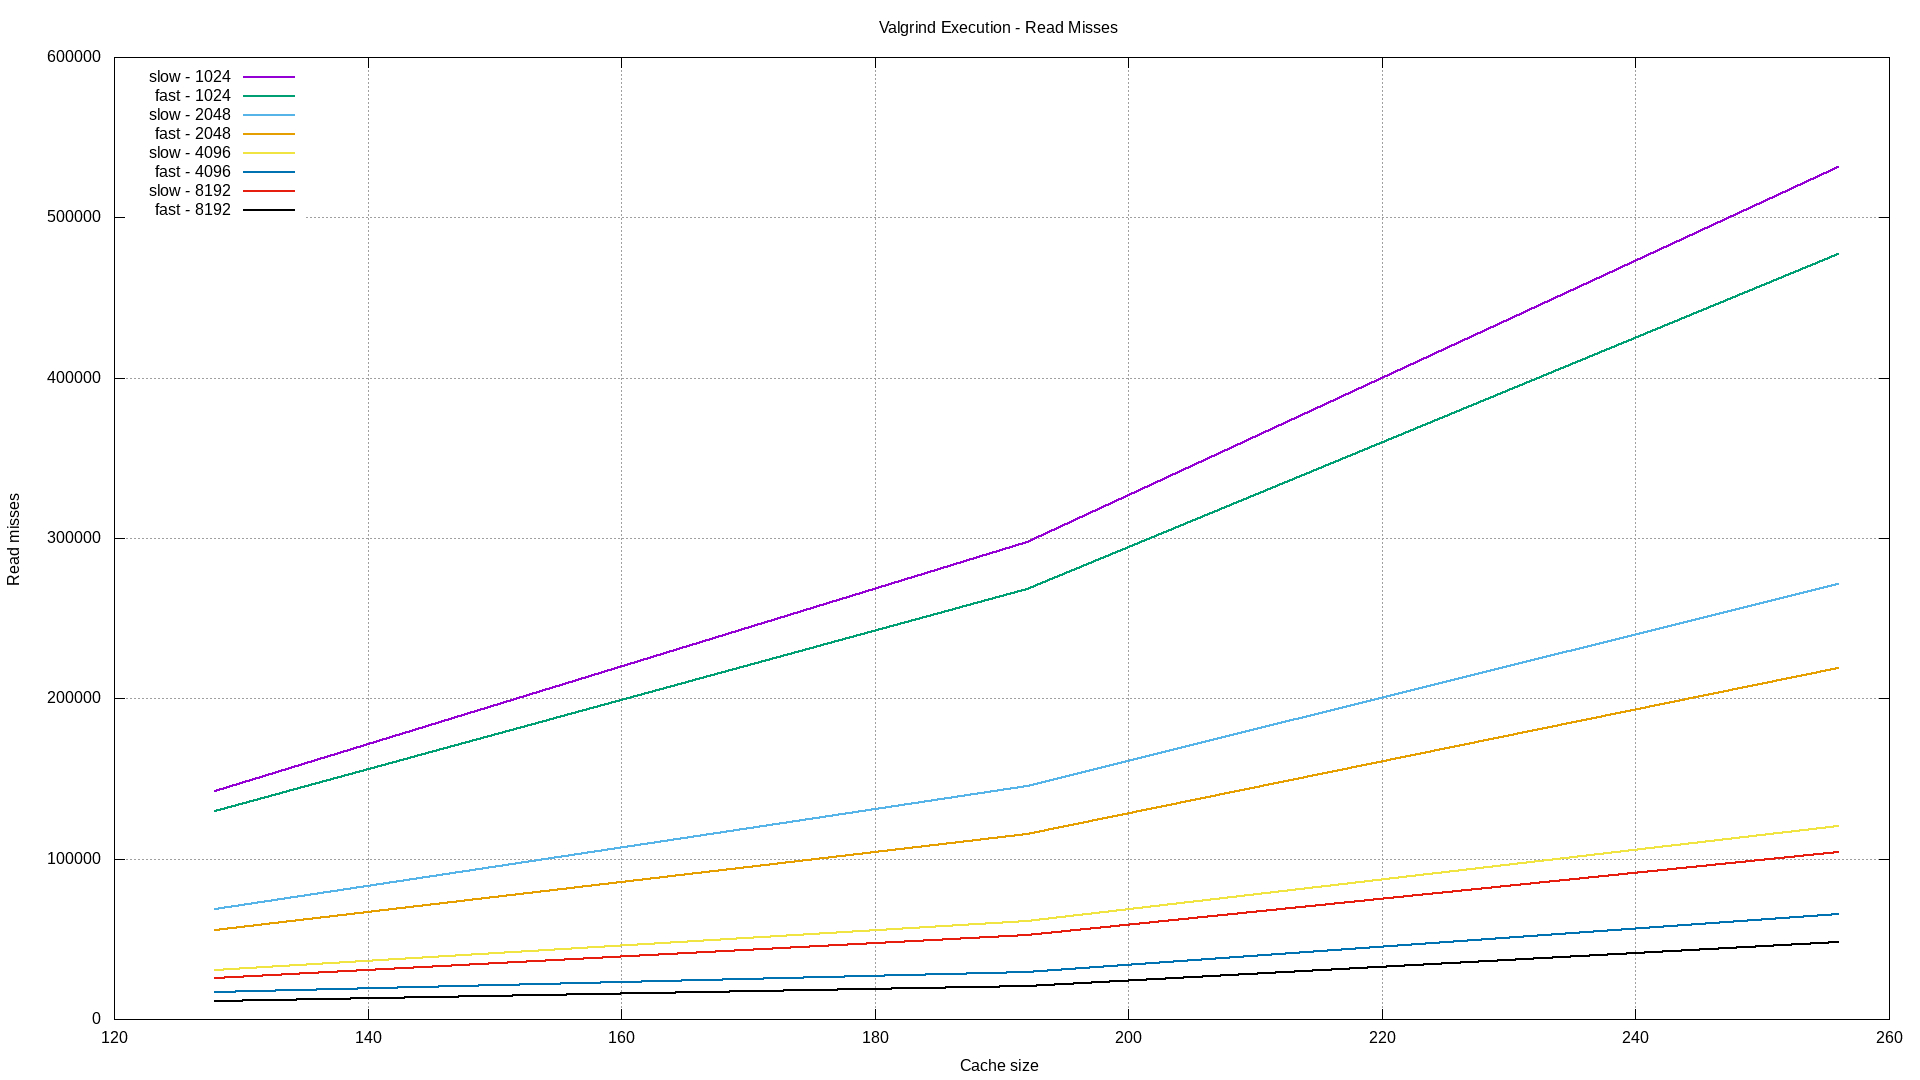 Valgrind Execution - Read Misses
600000
500000
400000
300000
200000
100000
0
slow - 1024
fast - 1024
slow - 2048
fast - 2048
slow - 4096
fast - 4096
slow - 8192
fast - 8192
Read misses
120 140 160 180 200 220 240 260
Cache size